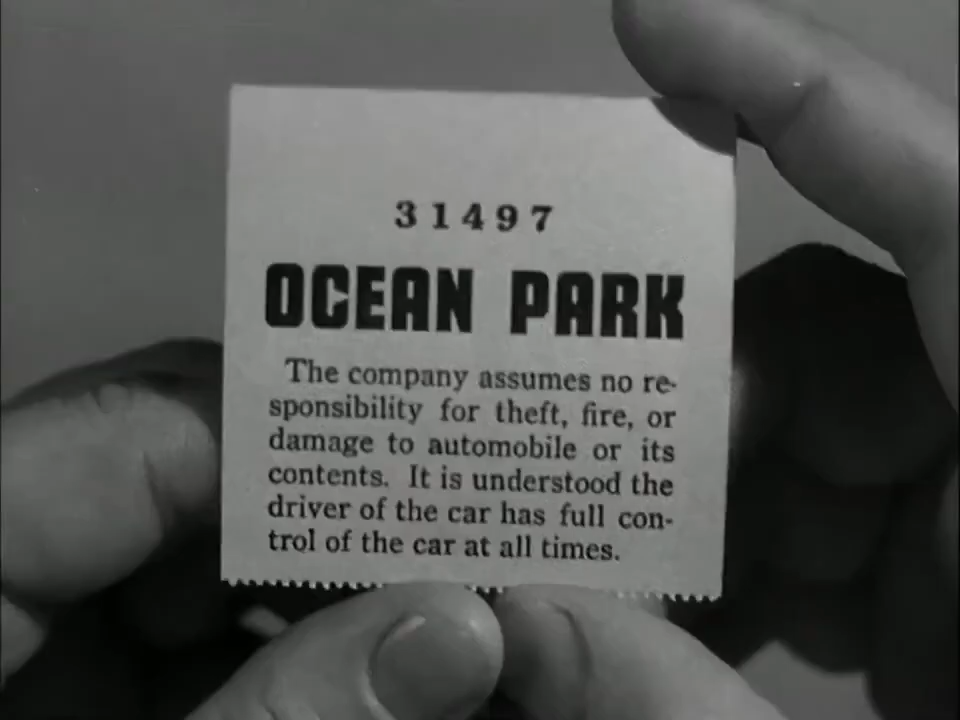 31497
OCEAN PARK
The company assumes no re-
sponsibility for theft, fire, or
damage to automobile or its
contents. It is understood the
driver of the car has full con-
trol of the car at all times.